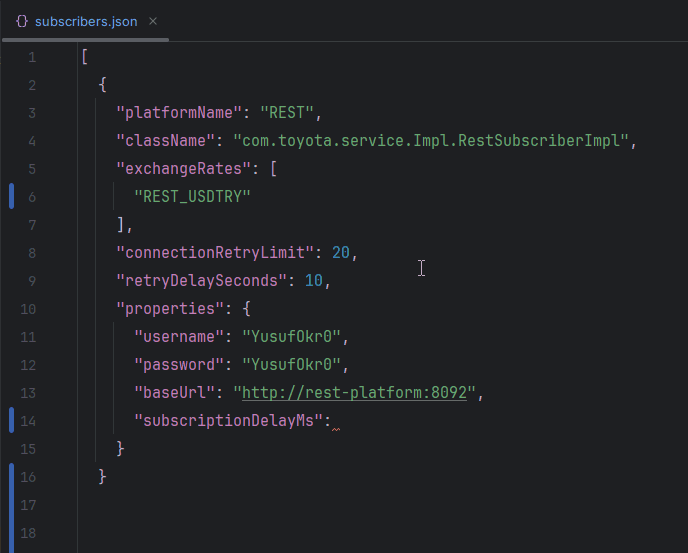 {} subscribers.json ×
1 [
2 {
3 "platformName": "REST",
4 "className": "com.toyota.service.Impl.RestSubscriberImpl",
5 "exchangeRates": [
6 "REST_USDTRY"
7 ],
8 "connectionRetryLimit": 20,
9 "retryDelaySeconds": 10,
10 "properties": {
11 "username": "YusufOkr0",
12 "password": "YusufOkr0",
13 "baseUrl": "http://rest-platform:8092",
14 "subscriptionDelayMs":
15 }
16 }
17
18